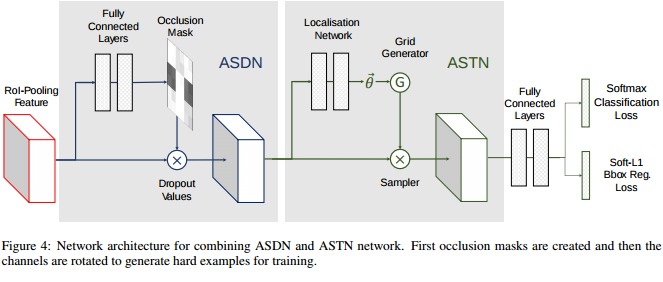 Fully
Connected
Layers
Occlusion
Mask
ASDN
RoI-Pooling
Feature
Dropout
Values
Localisation
Network
Grid
Generator
θ
G
ASTN
Sampler
Fully
Connected
Layers
Softmax
Classification
Loss
Soft-L1
Bbox Reg.
Loss
Figure 4: Network architecture for combining ASDN and ASTN network. First occlusion masks are created and then the
channels are rotated to generate hard examples for training.